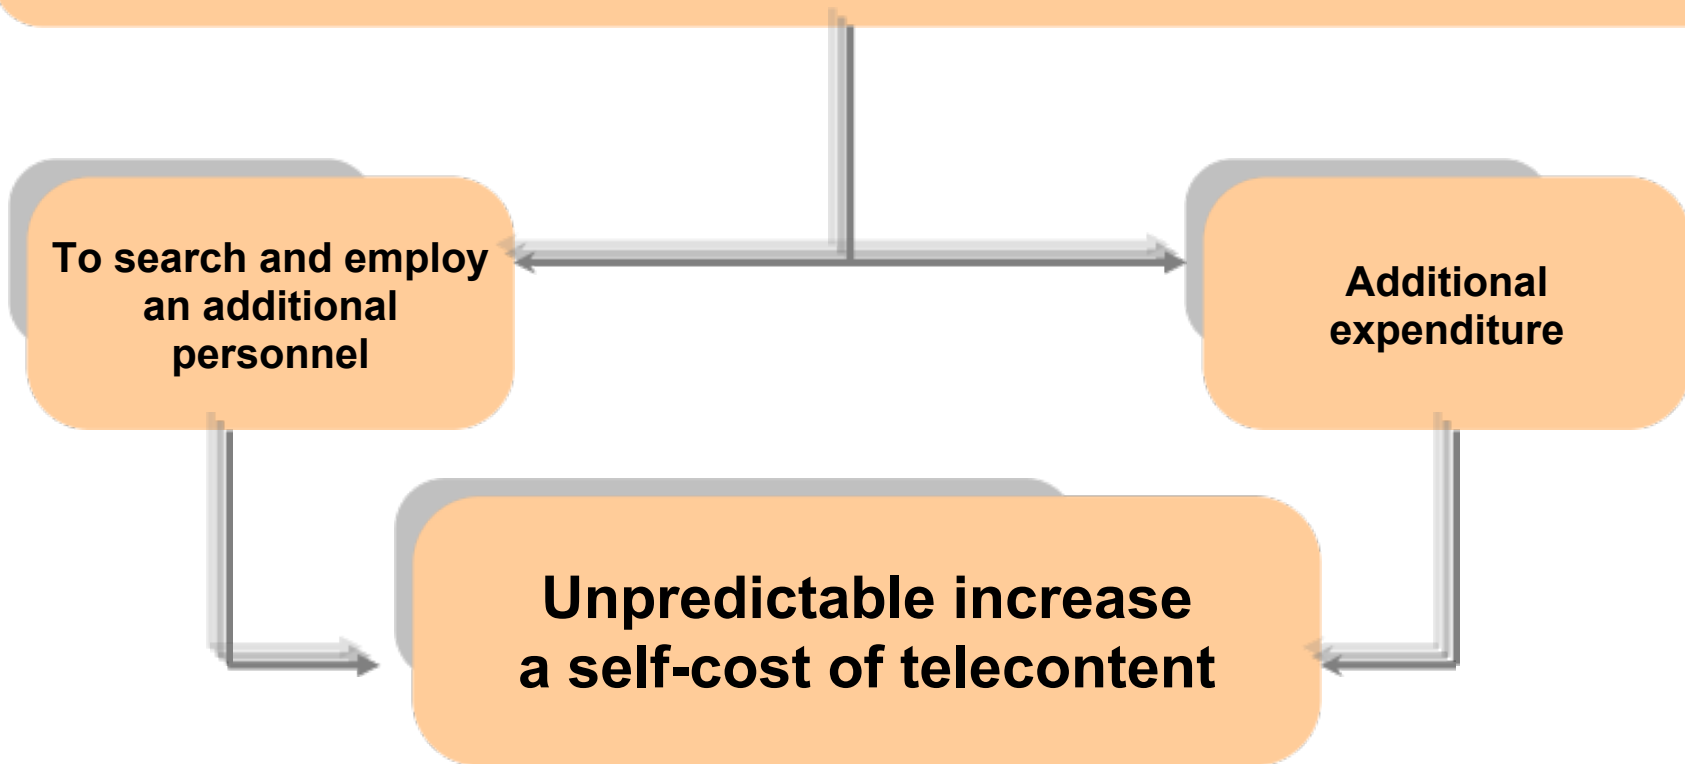 To search and employ
an additional
personnel
Additional
expenditure
Unpredictable increase
a self-cost of telecontent